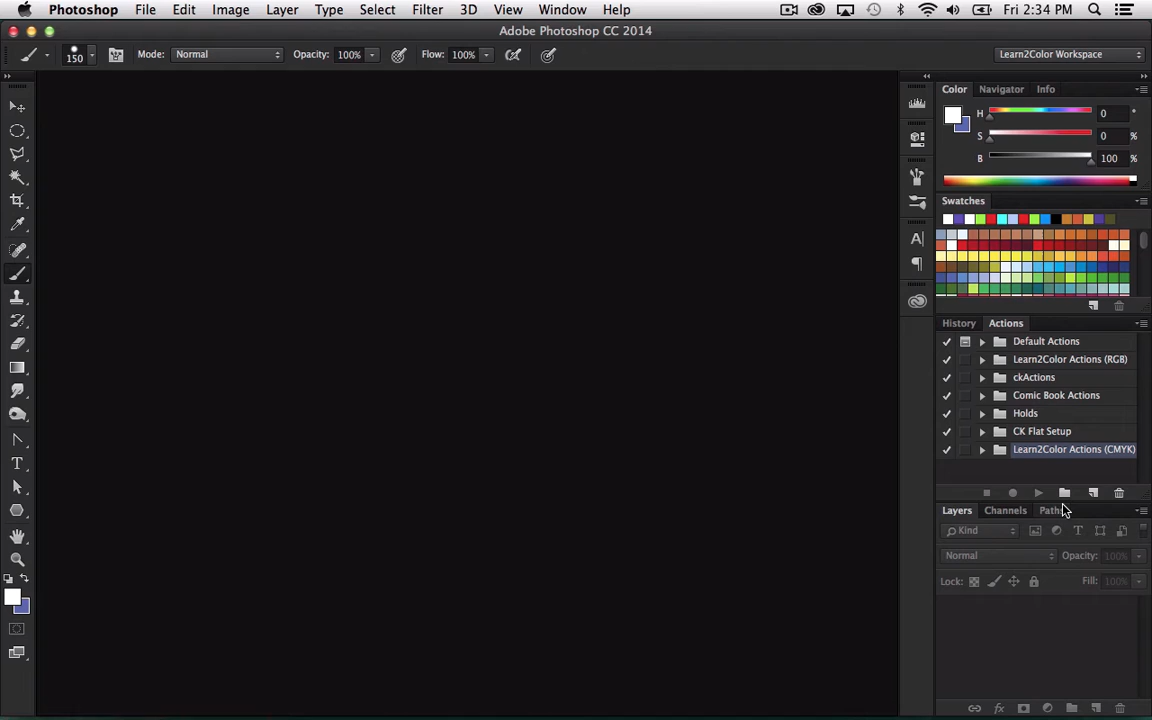 Photoshop File Edit Image Layer Type Select Filter 3D View Window Help Fri 2:34 PM
Adobe Photoshop CC 2014
150 Mode: Normal Opacity: 100% Flow: 100% Learn2Color Workspace
Color Navigator Info
H 0 °
S 0 %
B 100 %
Swatches
History Actions
Default Actions
Learn2Color Actions (RGB)
ckActions
Comic Book Actions
Holds
CK Flat Setup
Learn2Color Actions (CMYK)
Layers Channels Paths
Kind
Normal Opacity: 100%
Lock: Fill: 100%